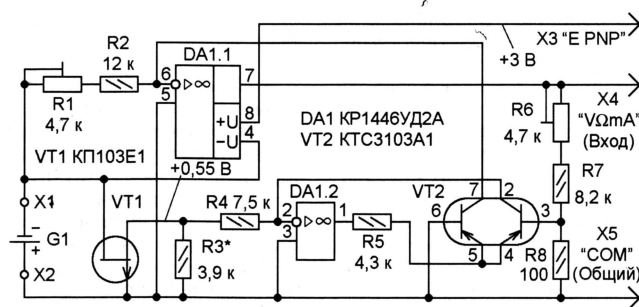 X3 "E PNP"
+3 В
R2
12 к
DA1.1
6
5
▷∞
7
8
+U
-U
4
R1
4,7 к
DA1 КР1446УД2А
VT2 КТС3103А1
X4
"VΩmA"
(Вход)
R6
4,7 к
VT1 КП103Е1
+0,55 В
R7
8,2 к
X1
VT1
R4 7,5 к
DA1.2
VT2
7
2
2
3
▷∞
1
6
3
G1
R3*
3,9 к
R5
4,3 к
5
4
R8
100
X5
"COM"
(Общий)
X2